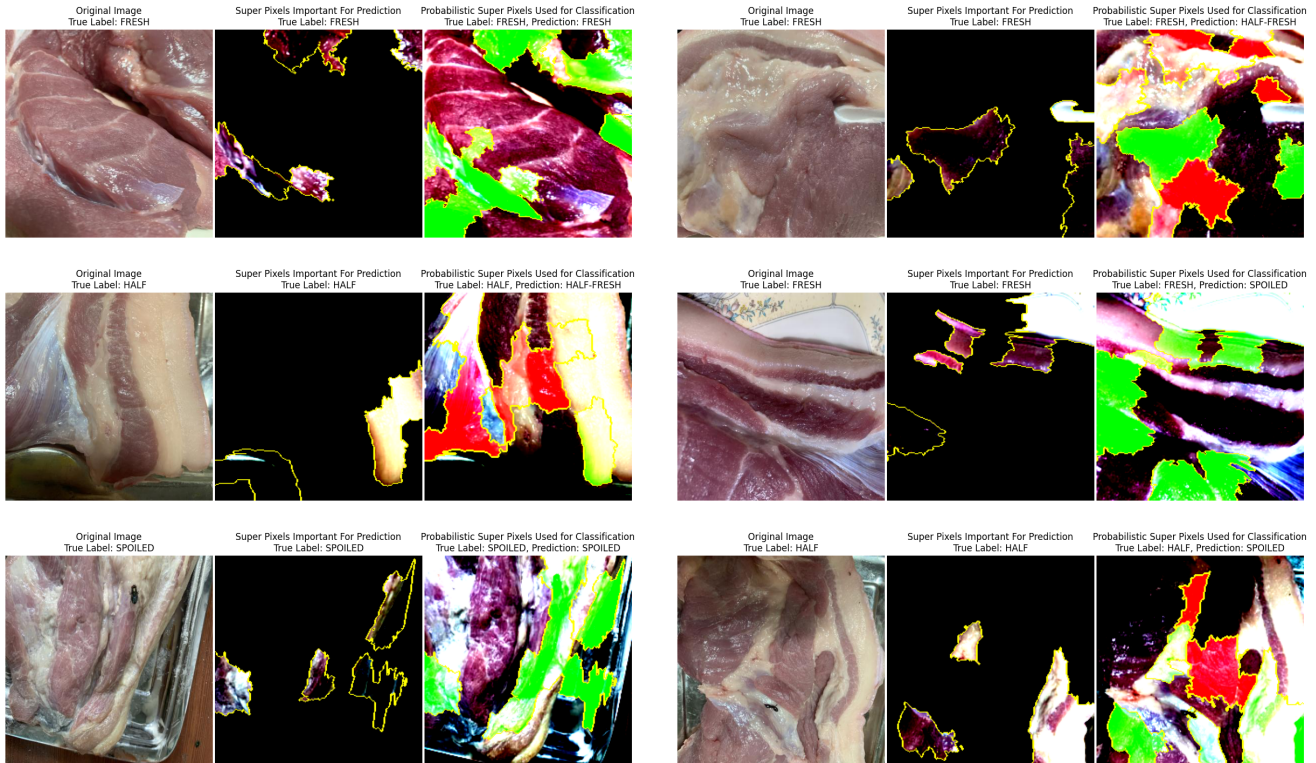 Original Image
True Label: FRESH
Super Pixels Important For Prediction
True Label: FRESH
Probabilistic Super Pixels Used for Classification
True Label: FRESH, Prediction: FRESH
Original Image
True Label: FRESH
Super Pixels Important For Prediction
True Label: FRESH
Probabilistic Super Pixels Used for Classification
True Label: FRESH, Prediction: HALF-FRESH
Original Image
True Label: HALF
Super Pixels Important For Prediction
True Label: HALF
Probabilistic Super Pixels Used for Classification
True Label: HALF, Prediction: HALF-FRESH
Original Image
True Label: FRESH
Super Pixels Important For Prediction
True Label: FRESH
Probabilistic Super Pixels Used for Classification
True Label: FRESH, Prediction: SPOILED
Original Image
True Label: SPOILED
Super Pixels Important For Prediction
True Label: SPOILED
Probabilistic Super Pixels Used for Classification
True Label: SPOILED, Prediction: SPOILED
Original Image
True Label: HALF
Super Pixels Important For Prediction
True Label: HALF
Probabilistic Super Pixels Used for Classification
True Label: HALF, Prediction: SPOILED